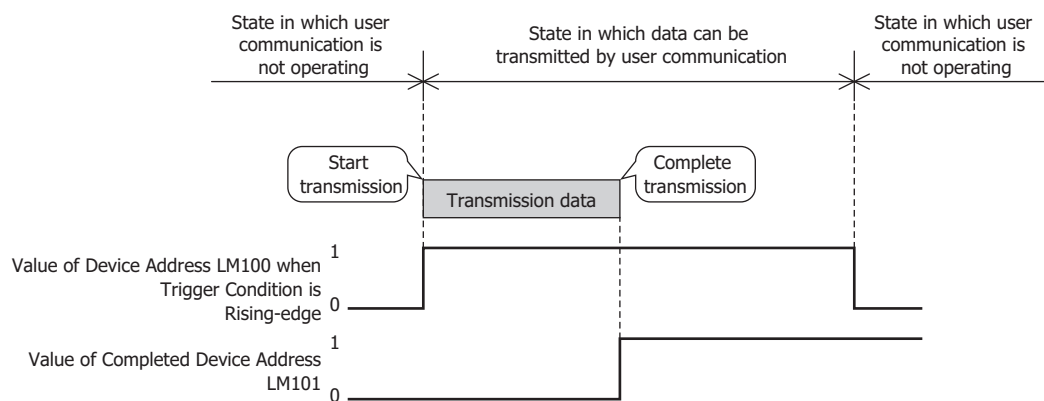 State in which user
communication is
not operating
State in which data can be
transmitted by user communication
State in which user
communication is
not operating
Start
transmission
Complete
transmission
Transmission data
Value of Device Address LM100 when
Trigger Condition is
Rising-edge
1
0
Value of Completed Device Address
LM101
1
0